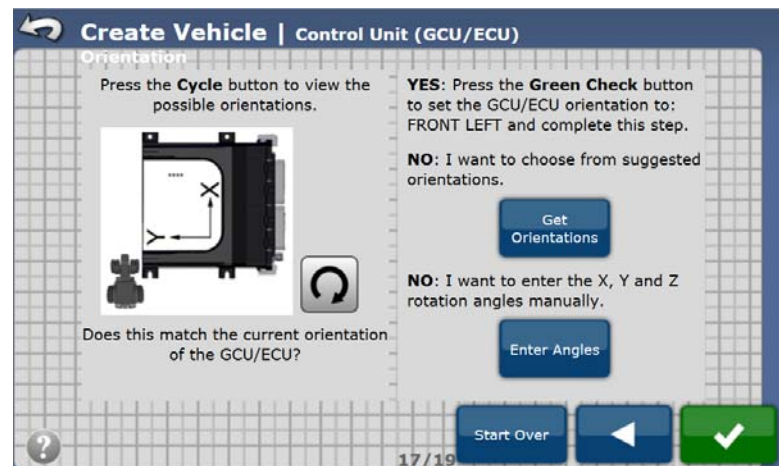 Create Vehicle | Control Unit (GCU/ECU)
Orientation
Press the Cycle button to view the
possible orientations.
X
Y
Does this match the current orientation
of the GCU/ECU?
YES: Press the Green Check button
to set the GCU/ECU orientation to:
FRONT LEFT and complete this step.
NO: I want to choose from suggested
orientations.
Get
Orientations
NO: I want to enter the X, Y and Z
rotation angles manually.
Enter Angles
Start Over
?
17/19